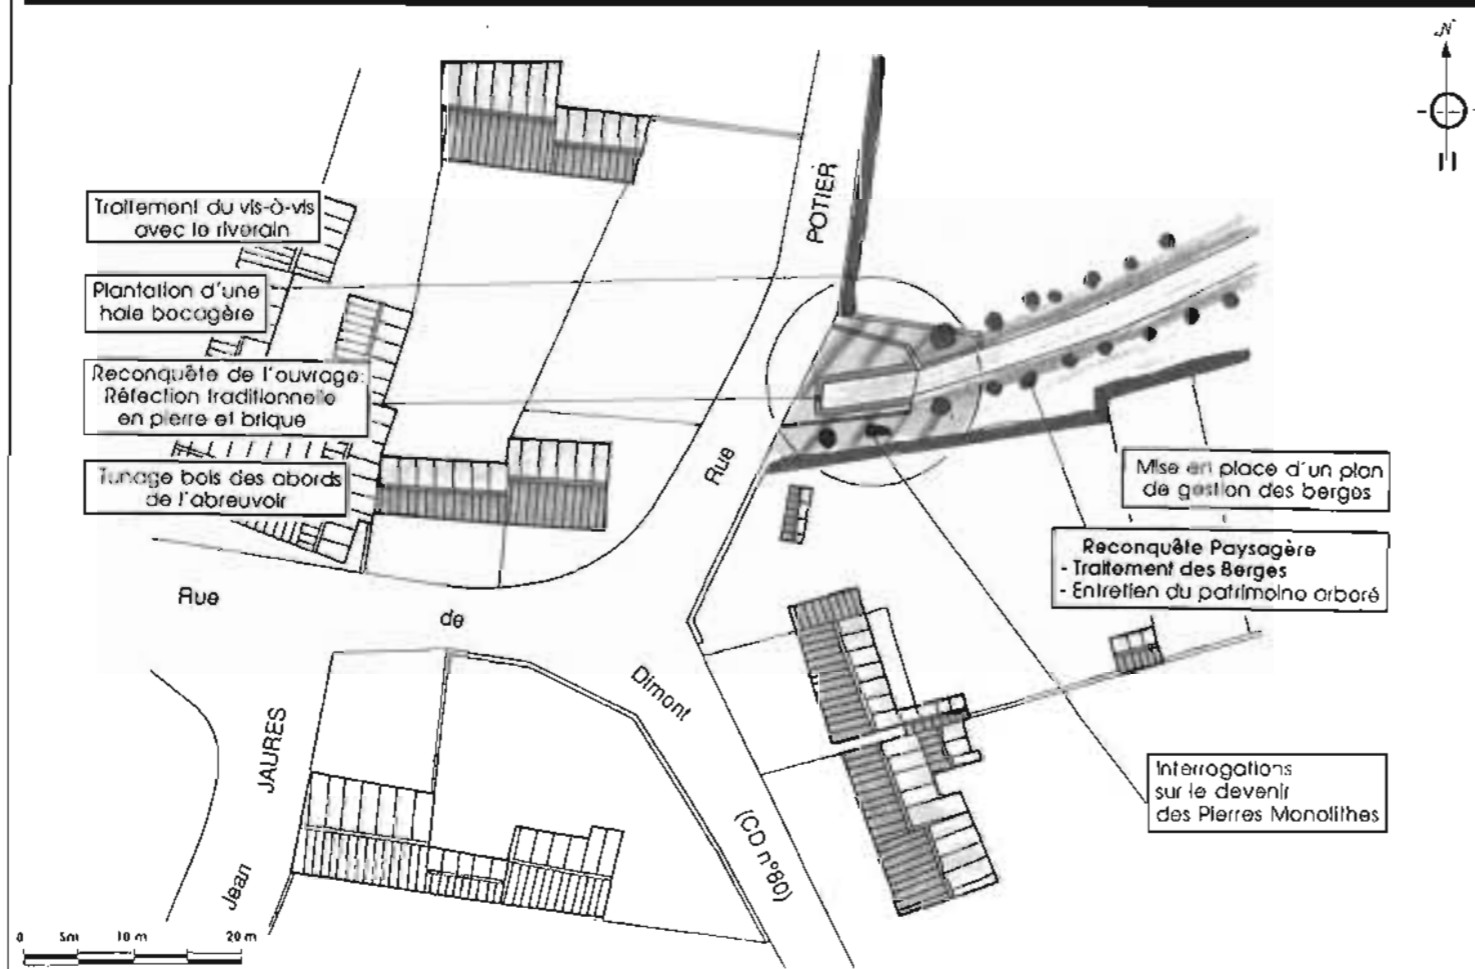 N
POTIER
Traitement du vis-à-vis
avec le riverain
Plantation d'une
haie bocagère
Reconquête de l'ouvrage:
Réfection traditionnelle
en pierre et brique
Tunage bois des abords
de l'abreuvoir
Rue
Mise en place d'un plan
de gestion des berges
Reconquête Paysagère
- Traitement des Berges
- Entretien du patrimoine arboré
Rue
de
Dimont
(CD n°80)
Jean
JAURES
Interrogations
sur le devenir
des Pierres Monolithes
0 5m 10 m 20 m